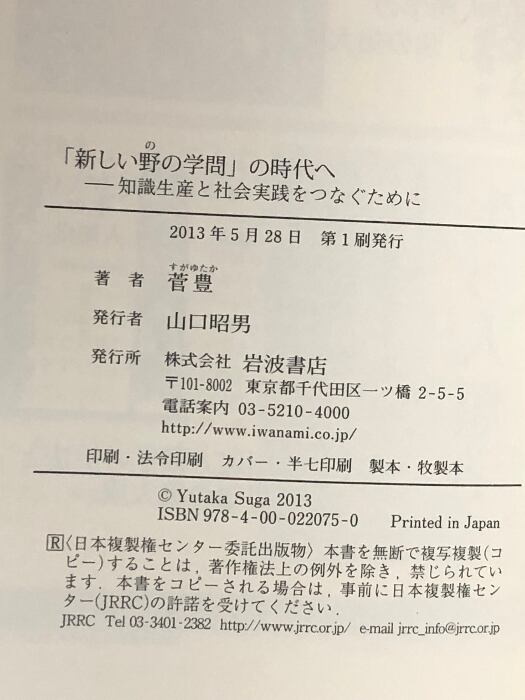 の
「新しい野の学問」の時代へ
――知識生産と社会実践をつなぐために
2013年5月28日　第1刷発行
すがゆたか
著　者　菅 豊
発行者　山口昭男
発行所　株式会社 岩波書店
〒101-8002　東京都千代田区一ツ橋 2-5-5
電話案内 03-5210-4000
http://www.iwanami.co.jp/
印刷・法令印刷　カバー・半七印刷　製本・牧製本
© Yutaka Suga 2013
ISBN 978-4-00-022075-0　Printed in Japan
Ⓡ〈日本複製権センター委託出版物〉本書を無断で複写複製(コ
ピー)することは，著作権法上の例外を除き，禁じられてい
ます．本書をコピーされる場合は，事前に日本複製権セン
ター(JRRC)の許諾を受けてください．
JRRC　Tel 03-3401-2382　http://www.jrrc.or.jp/　e-mail jrrc_info@jrrc.or.jp